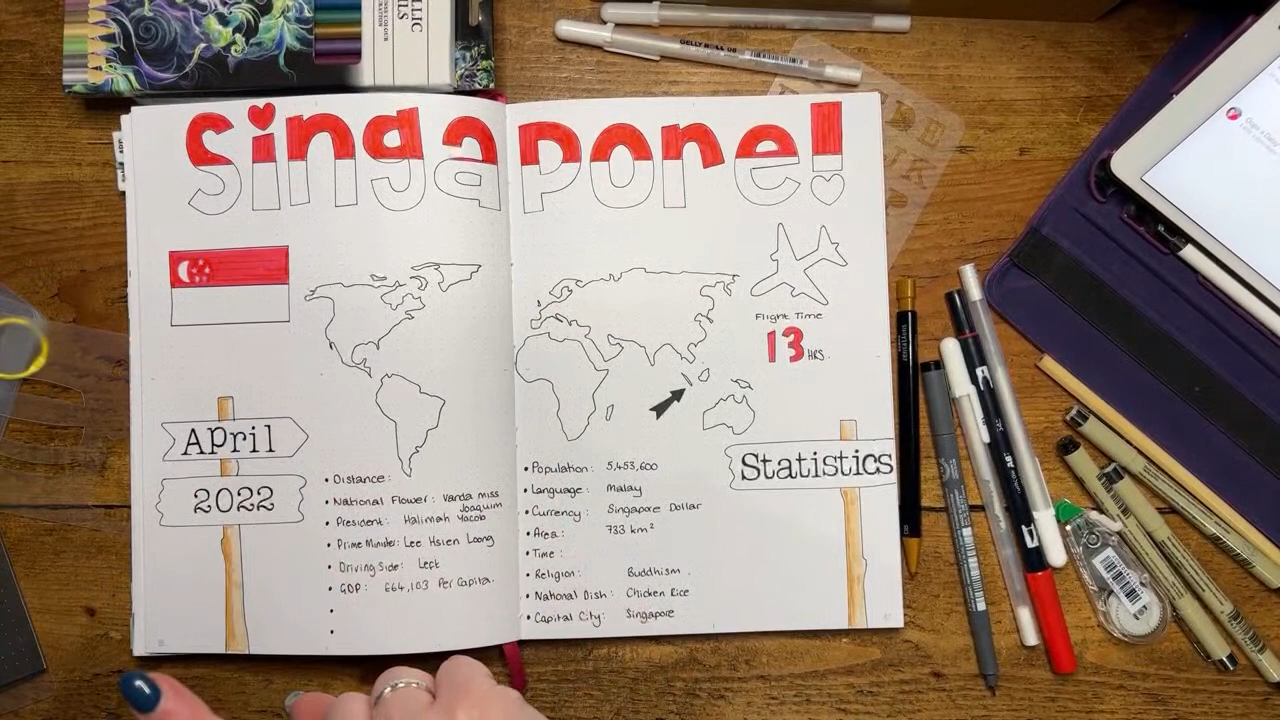 GELLY ROLL 08
Singapore!
Flight Time
13 HRS.
April
2022
Statistics
• Distance:
• National Flower: Vanda miss
Joaquim
• President: Halimah Yacob
• Prime Minister: Lee Hsien Loong
• Driving Side: Left
• GDP: £64,103 Per Capita.
• Population: 5,453,600
• Language: Malay
• Currency: Singapore Dollar
• Area: 733 km²
• Time:
• Religion: Buddhism.
• National Dish: Chicken Rice
• Capital City: Singapore